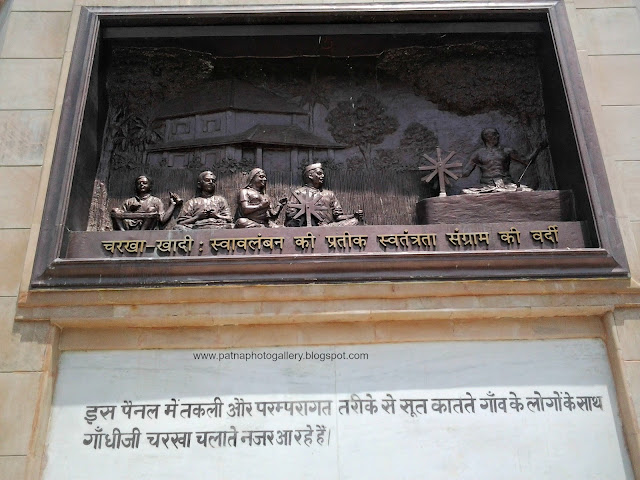 चरखा-खादी : स्वावलंबन की प्रतीक स्वतंत्रता संग्राम की वर्दी
www.patnaphotogallery.blogspot.com
इस पैनल में तकली और परम्परागत तरीके से सूत कातते गाँव के लोगों के साथ
गाँधीजी चरखा चलाते नजर आ रहे हैं।